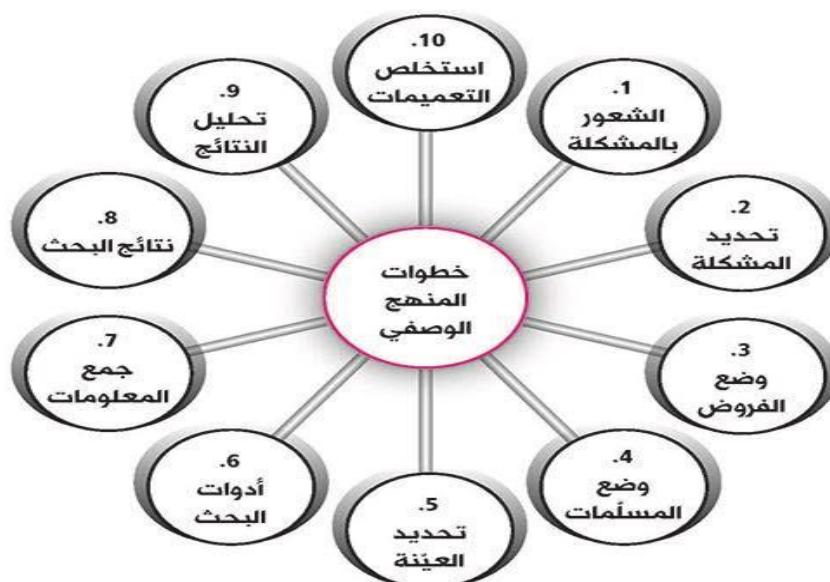 خطوات
المنهج
الوصفي
1.
الشعور
بالمشكلة
2.
تحديد
المشكلة
3.
وضع
الفروض
4.
وضع
المسلّمات
5.
تحديد
العيّنة
6.
أدوات
البحث
7.
جمع
المعلومات
8.
نتائج البحث
9.
تحليل
النتائج
10.
استخلص
التعميمات